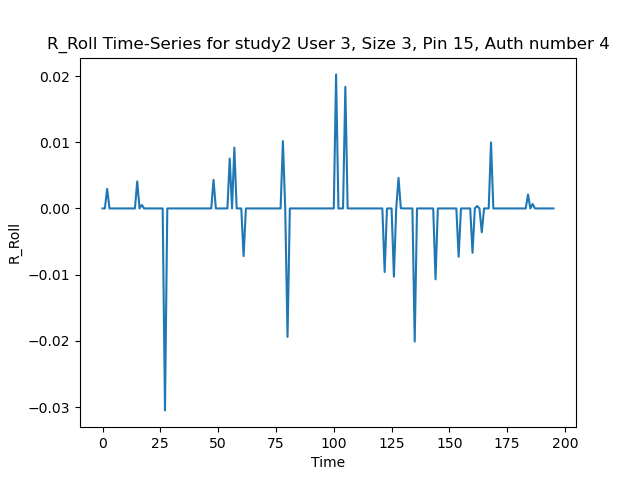 R_Roll Time-Series for study2 User 3, Size 3, Pin 15, Auth number 4
0.02
0.01
0.00
−0.01
−0.02
−0.03
R_Roll
0 25 50 75 100 125 150 175 200
Time